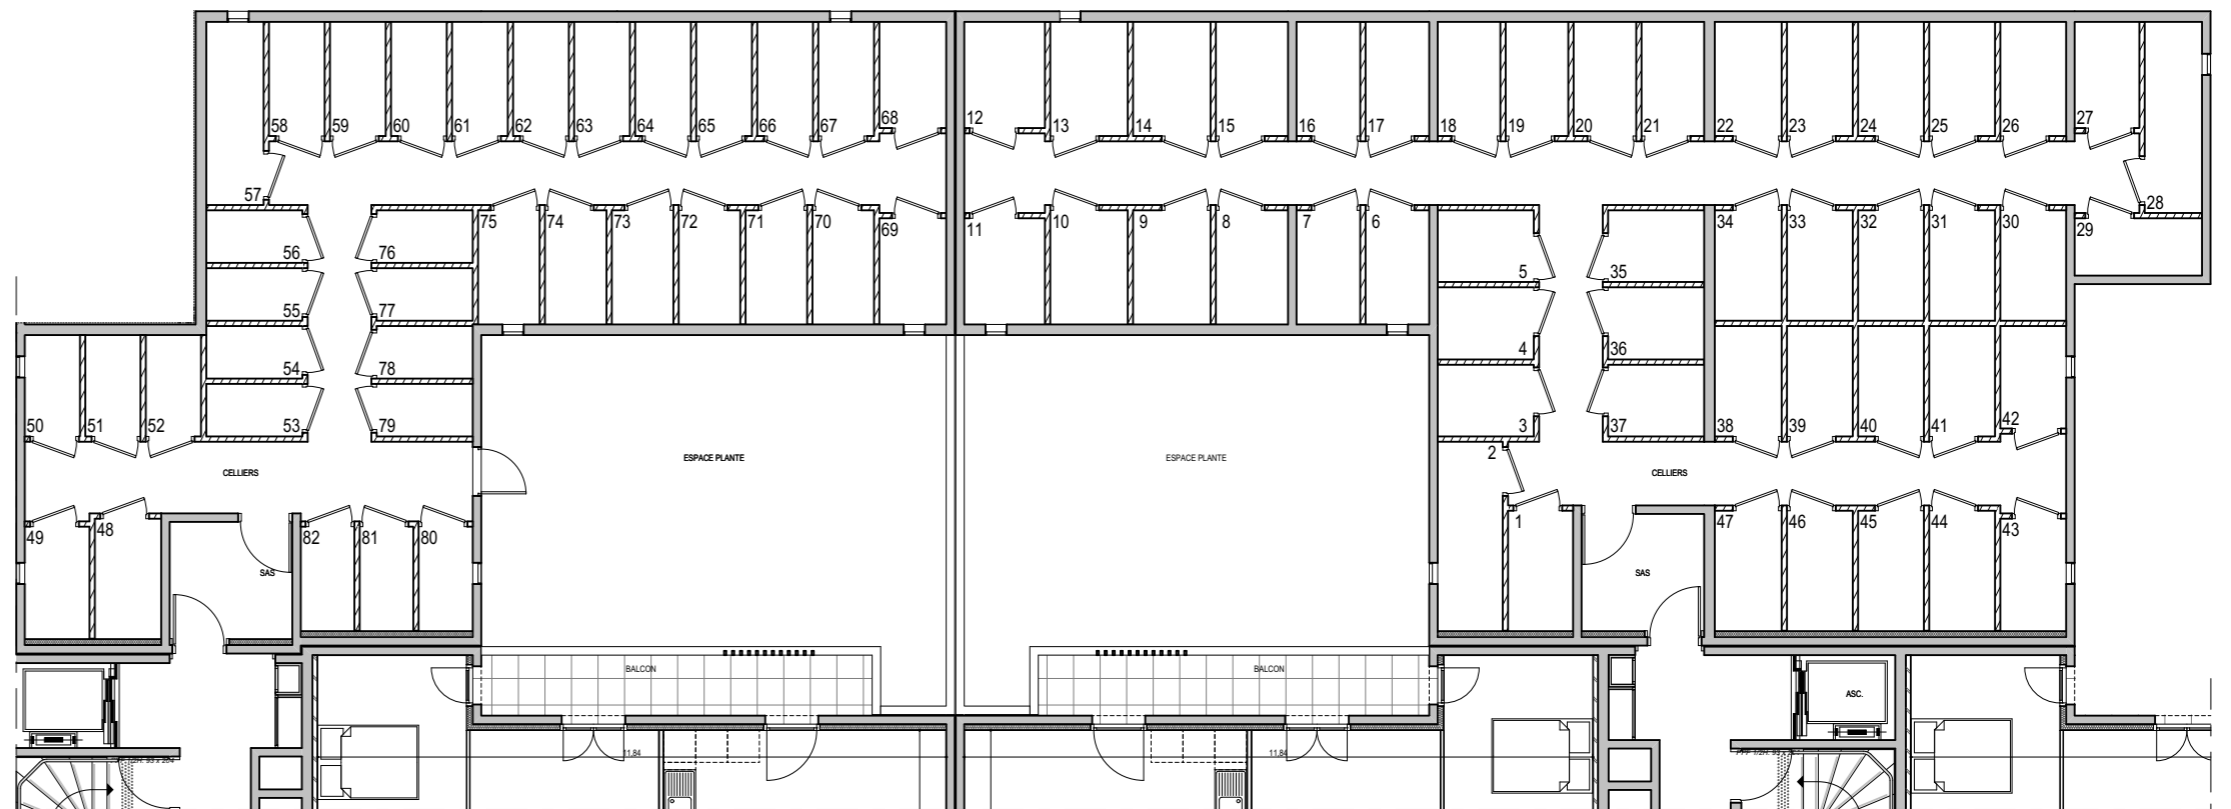 58 59 60 61 62 63 64 65 66 67 68 12 13 14 15 16 17 18 19 20 21 22 23 24 25 26 27
57 28
56 76 75 74 73 72 71 70 69 11 10 9 8 7 6 5 35 34 33 32 31 30 29
55 77
54 78 4 36
50 51 52 53 79 3 37 38 39 40 41 42
2
CELLIERS ESPACE PLANTE ESPACE PLANTE CELLIERS
49 48 82 81 80 1 47 46 45 44 43
SAS SAS
BALCON BALCON
ASC.
11,84 11,84